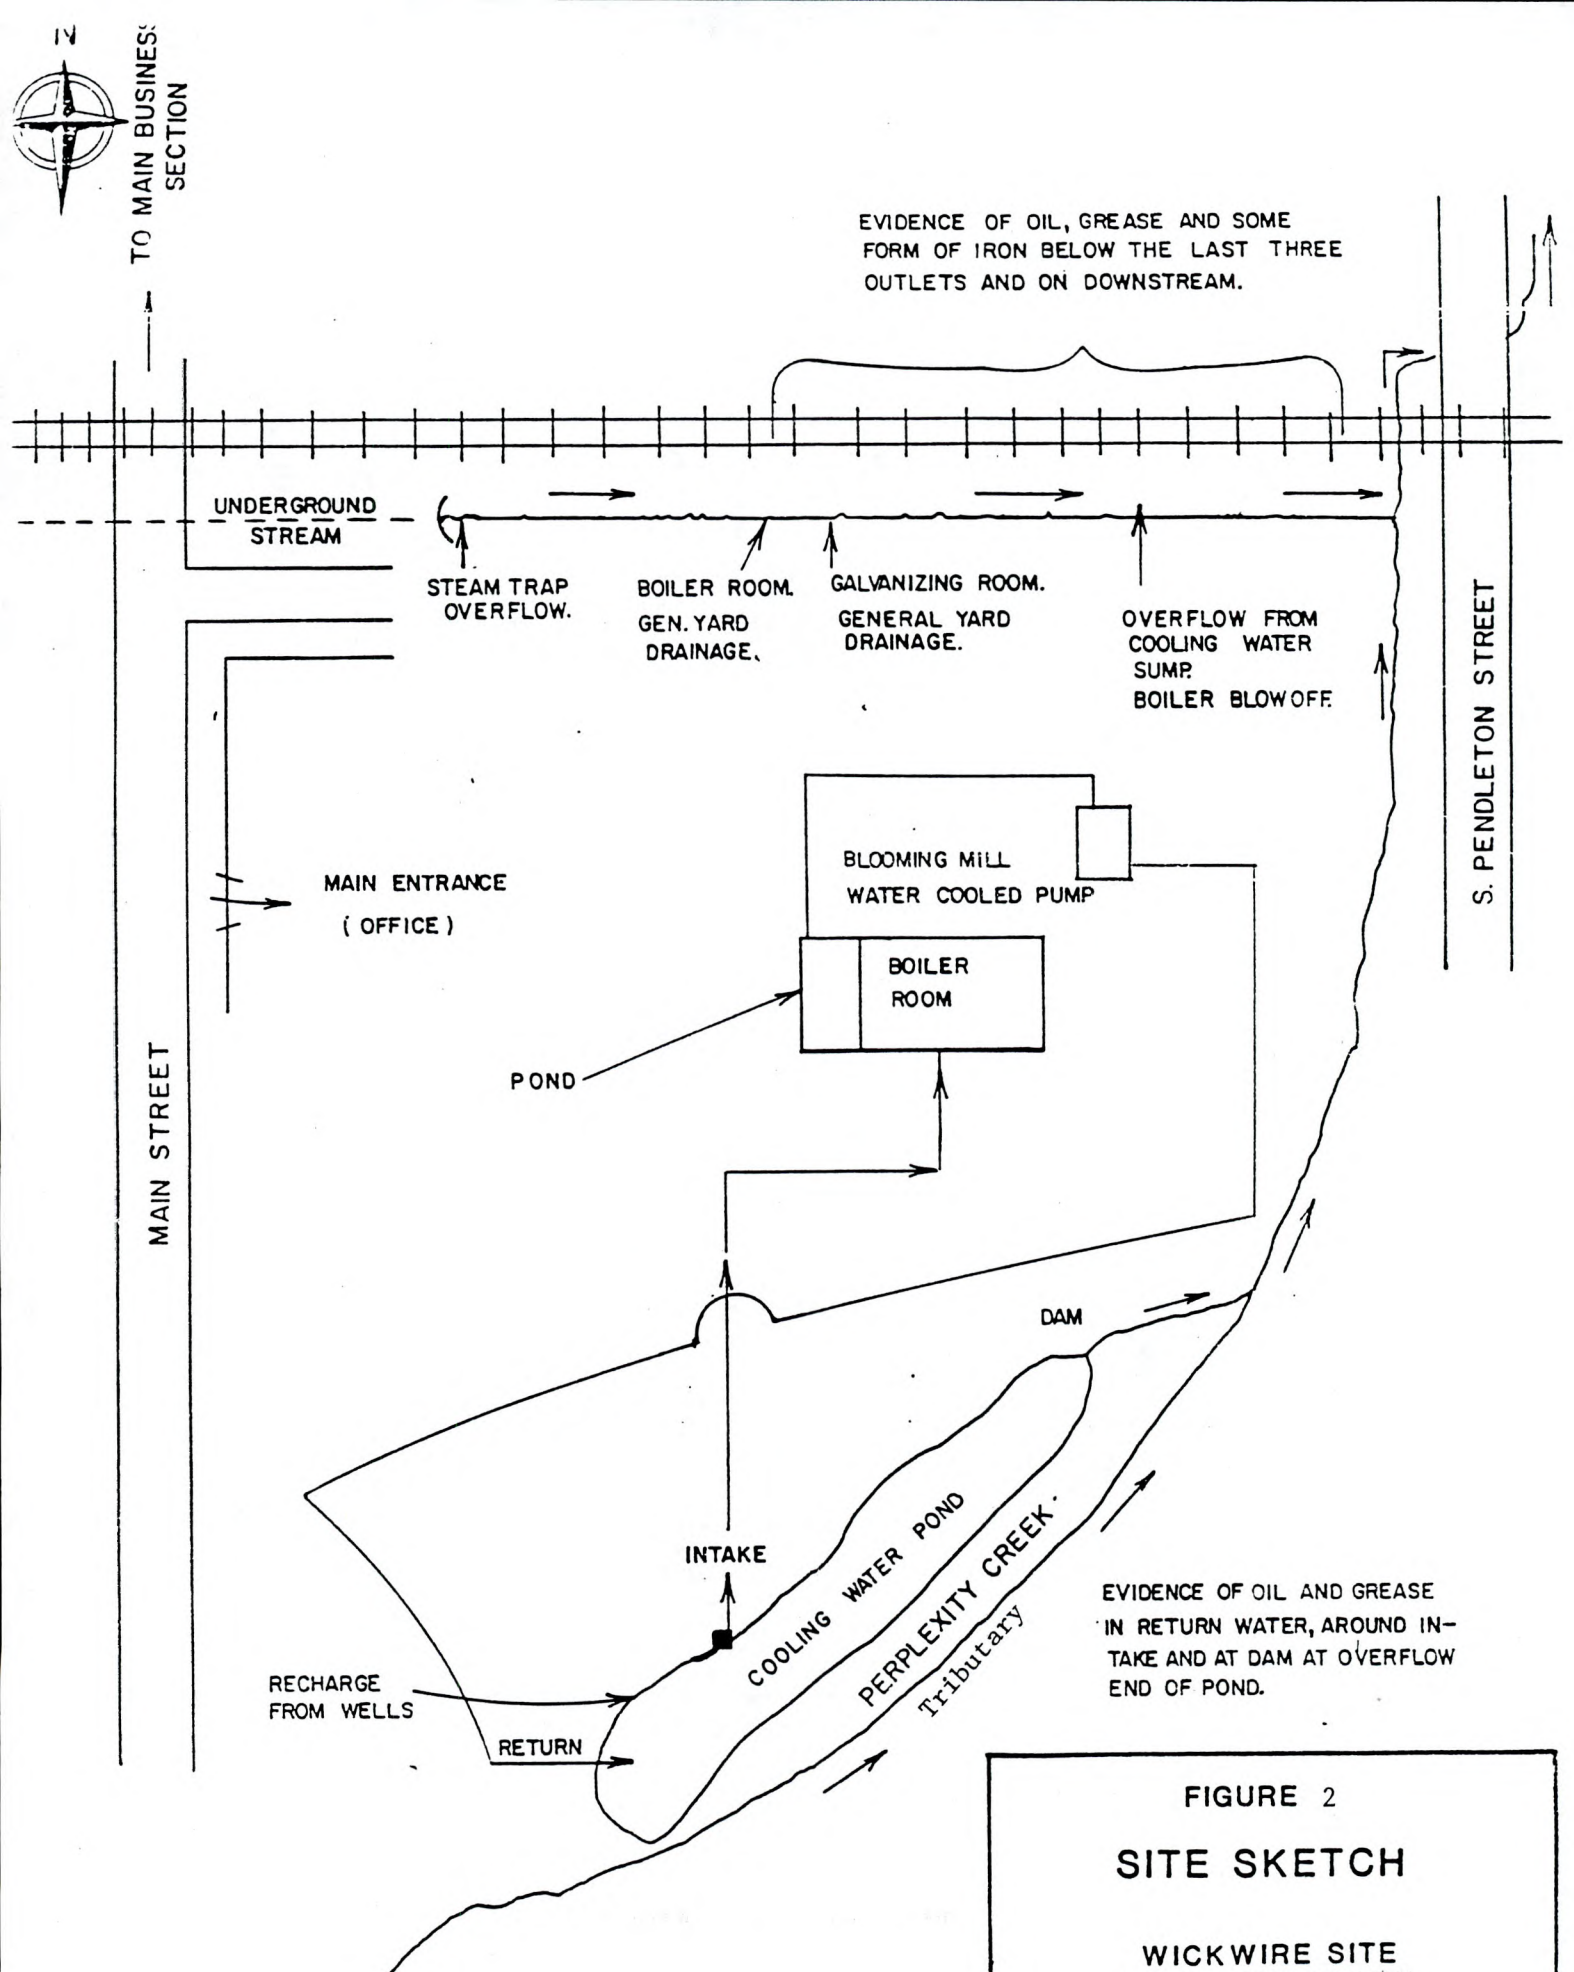 N
TO MAIN BUSINESS
SECTION
EVIDENCE OF OIL, GREASE AND SOME
FORM OF IRON BELOW THE LAST THREE
OUTLETS AND ON DOWNSTREAM.
UNDERGROUND
STREAM
STEAM TRAP
OVERFLOW.
BOILER ROOM.
GEN. YARD
DRAINAGE.
GALVANIZING ROOM.
GENERAL YARD
DRAINAGE.
OVERFLOW FROM
COOLING WATER
SUMP.
BOILER BLOWOFF.
S. PENDLETON STREET
BLOOMING MILL
WATER COOLED PUMP
MAIN ENTRANCE
(OFFICE)
BOILER
ROOM
POND
MAIN STREET
DAM
INTAKE
COOLING WATER POND
PERPLEXITY CREEK
Tributary
EVIDENCE OF OIL AND GREASE
IN RETURN WATER, AROUND IN-
TAKE AND AT DAM AT OVERFLOW
END OF POND.
RECHARGE
FROM WELLS
RETURN
FIGURE 2
SITE SKETCH
WICKWIRE SITE